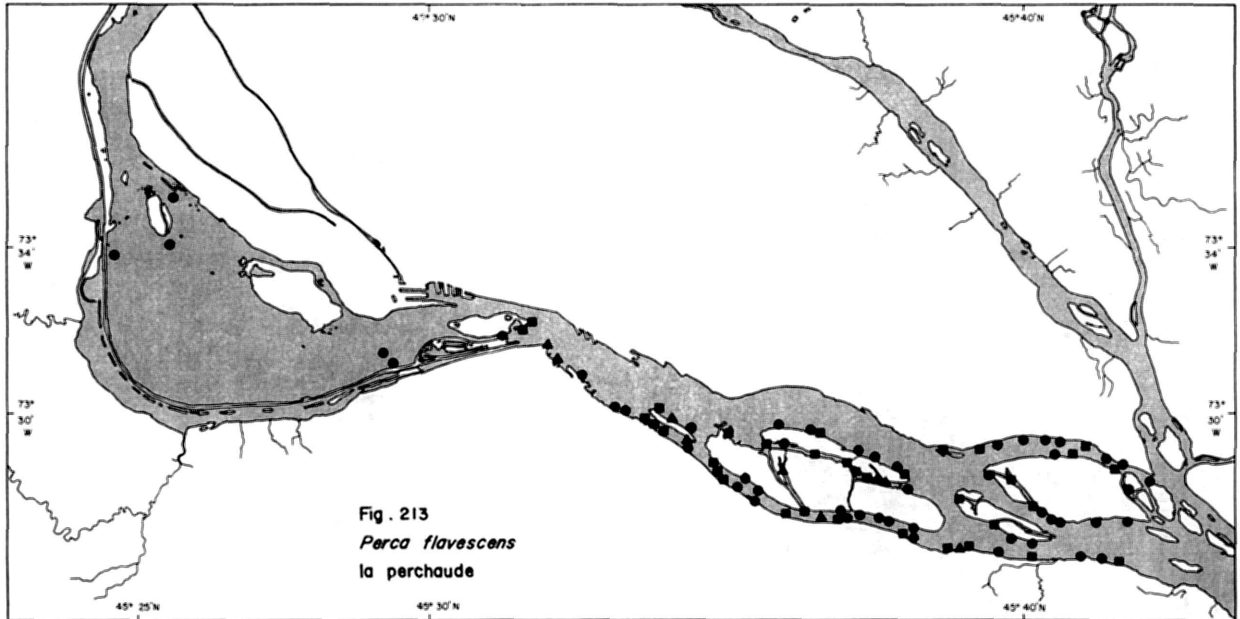 45° 30' N
45° 40' N
73°
34'
W
73°
34'
W
73°
30'
W
73°
30'
W
Fig. 213
Perca flavescens
la perchaude
45° 25' N
45° 30' N
45° 40' N